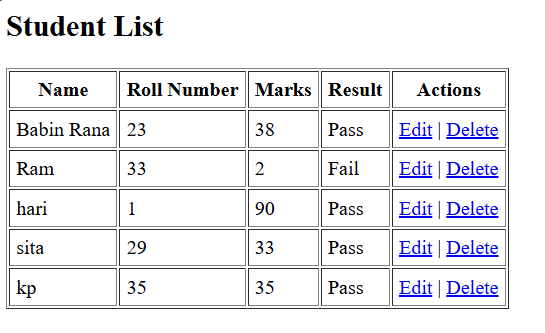 Student List
Name Roll Number Marks Result Actions
Babin Rana 23 38 Pass Edit | Delete
Ram 33 2 Fail Edit | Delete
hari 1 90 Pass Edit | Delete
sita 29 33 Pass Edit | Delete
kp 35 35 Pass Edit | Delete